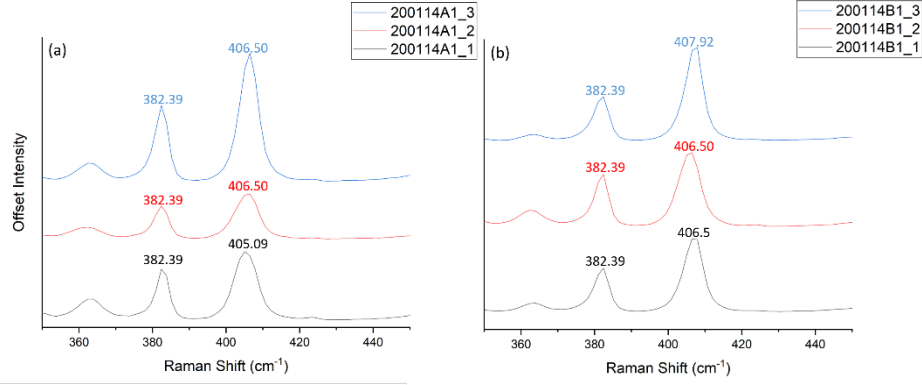 200114A1_3
200114A1_2
200114A1_1
(a)
406.50
382.39
406.50
382.39
405.09
382.39
Offset Intensity
360 380 400 420 440
Raman Shift (cm⁻¹)
200114B1_3
200114B1_2
200114B1_1
(b)
407.92
382.39
406.50
382.39
406.5
382.39
360 380 400 420 440
Raman Shift (cm⁻¹)